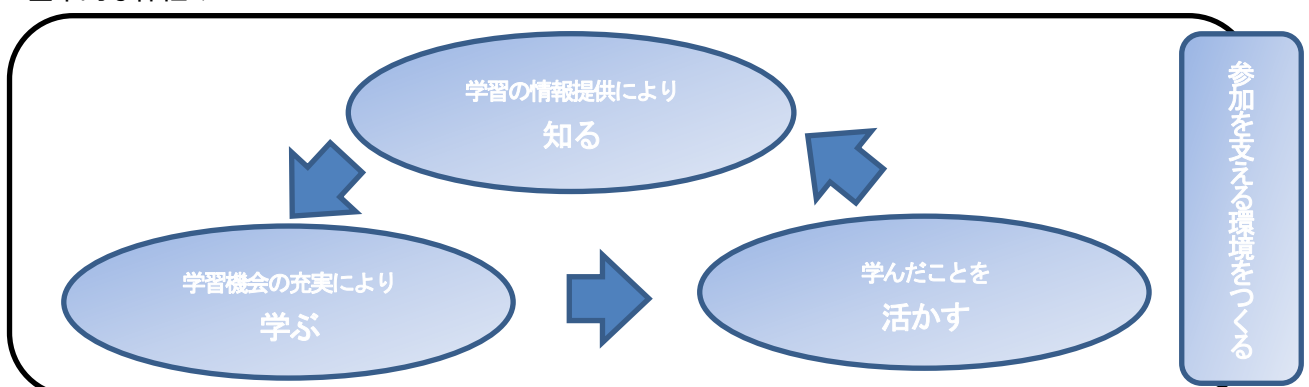 学習の情報提供により
知る
学習機会の充実により
学ぶ
学んだことを
活かす
参加を支える環境をつくる